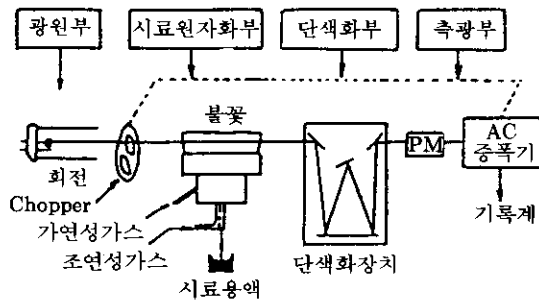 광원부
시료원자화부
단색화부
측광부
불꽃
회전
Chopper
가연성가스
조연성가스
시료용액
단색화장치
PM
AC
증폭기
기록계